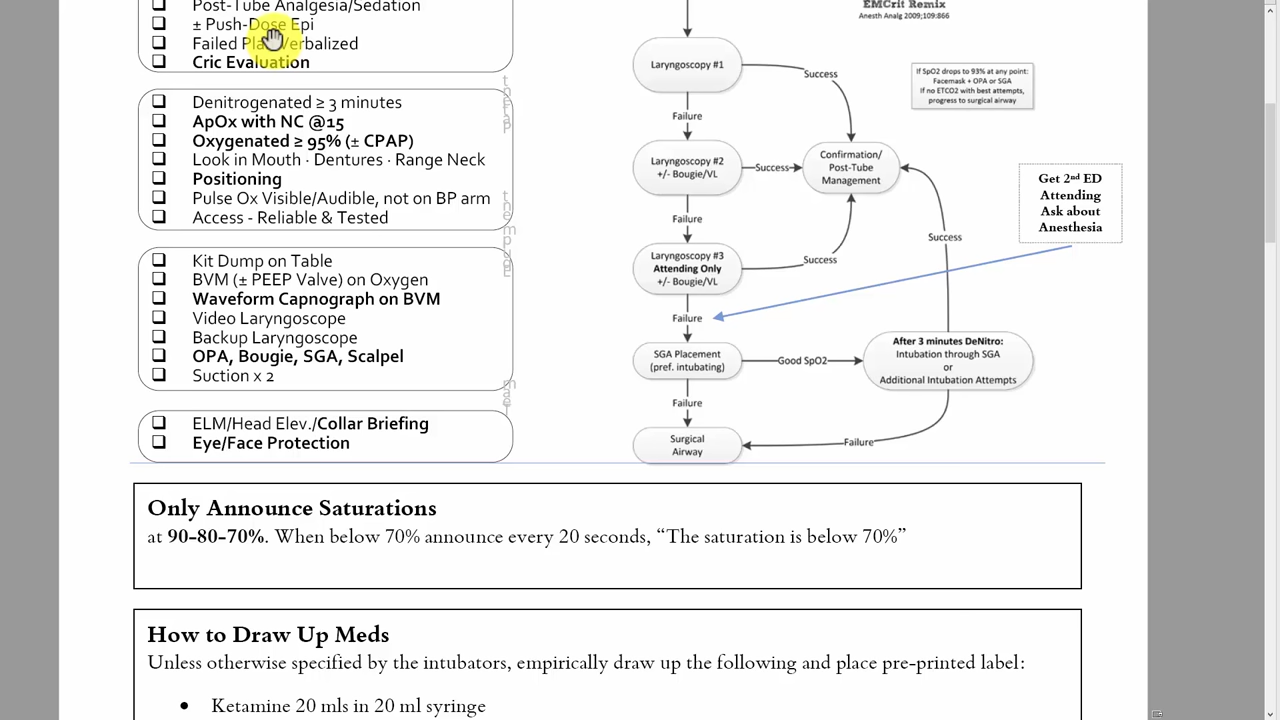 Post-Tube Analgesia/Sedation
± Push-Dose Epi
Failed Plan Verbalized
Cric Evaluation
Denitrogenated ≥ 3 minutes
ApOx with NC @15
Oxygenated ≥ 95% (± CPAP)
Look in Mouth · Dentures · Range Neck
Positioning
Pulse Ox Visible/Audible, not on BP arm
Access - Reliable & Tested
Kit Dump on Table
BVM (± PEEP Valve) on Oxygen
Waveform Capnograph on BVM
Video Laryngoscope
Backup Laryngoscope
OPA, Bougie, SGA, Scalpel
Suction x 2
ELM/Head Elev./Collar Briefing
Eye/Face Protection
EMCrit Remix
Anesth Analg 2009;109:866
Laryngoscopy #1
Success
If SpO2 drops to 93% at any point:
Facemask + OPA or SGA
If no ETCO2 with best attempts,
progress to surgical airway
Failure
Laryngoscopy #2
+/- Bougie/VL
Success
Confirmation/
Post-Tube
Management
Get 2nd ED
Attending
Ask about
Anesthesia
Failure
Success
Laryngoscopy #3
Attending Only
+/- Bougie/VL
Success
Failure
SGA Placement
(pref. intubating)
Good SpO2
After 3 minutes DeNitro:
Intubation through SGA
or
Additional Intubation Attempts
Failure
Surgical
Airway
Failure
Only Announce Saturations
at 90-80-70%. When below 70% announce every 20 seconds, “The saturation is below 70%”
How to Draw Up Meds
Unless otherwise specified by the intubators, empirically draw up the following and place pre-printed label:
• Ketamine 20 mls in 20 ml syringe